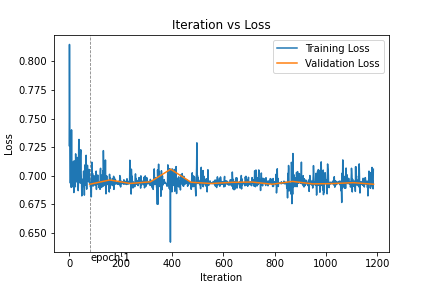 Iteration vs Loss
Training Loss
Validation Loss
0.800
0.775
0.750
0.725
0.700
0.675
0.650
Loss
0 200 400 600 800 1000 1200
epoch:1
Iteration